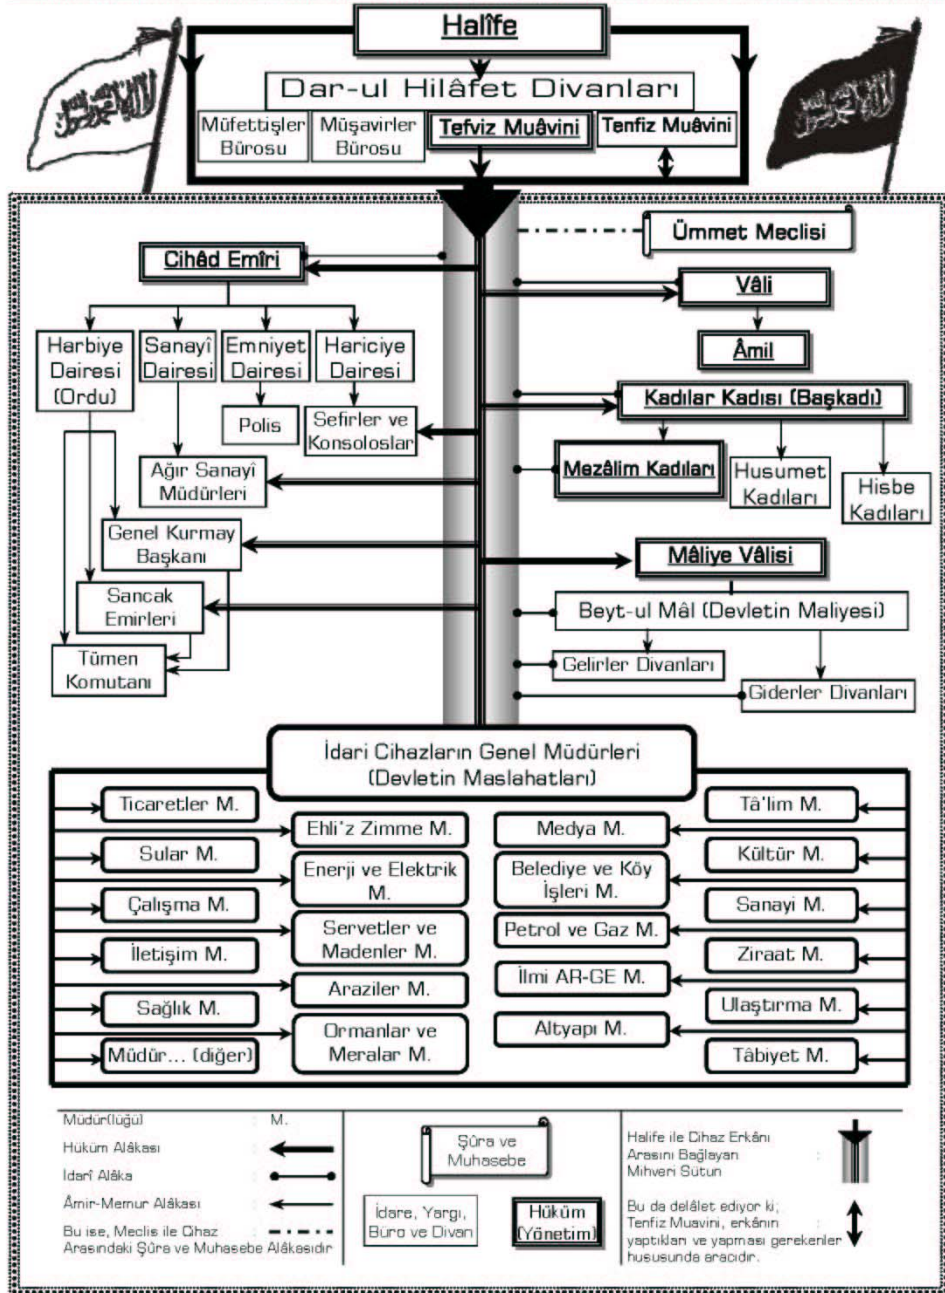 Halîfe
Dar-ul Hilâfet Divanları
Müfettişler
Bürosu
Müşavirler
Bürosu
Tefviz Muâvini
Tenfiz Muâvini
Ümmet Meclisi
Cihâd Emîri
Vâli
Âmil
Harbiye
Dairesi
(Ordu)
Sanayî
Dairesi
Emniyet
Dairesi
Hariciye
Dairesi
Polis
Sefirler ve
Konsoloslar
Ağır Sanayî
Müdürleri
Genel Kurmay
Başkanı
Sancak
Emirleri
Tümen
Komutanı
Kadılar Kadısı (Başkadı)
Mezâlim Kadıları
Husumet
Kadıları
Hisbe
Kadıları
Mâliye Vâlisi
Beyt-ul Mâl (Devletin Maliyesi)
Gelirler Divanları
Giderler Divanları
İdari Cihazların Genel Müdürleri
(Devletin Maslahatları)
Ticaretler M.
Sular M.
Çalışma M.
İletişim M.
Sağlık M.
Müdür... (diğer)
Ehli'z Zimme M.
Enerji ve Elektrik
M.
Servetler ve
Madenler M.
Araziler M.
Ormanlar ve
Meralar M.
Medya M.
Belediye ve Köy
İşleri M.
Petrol ve Gaz M.
İlmi AR-GE M.
Altyapı M.
Tâ'lim M.
Kültür M.
Sanayi M.
Ziraat M.
Ulaştırma M.
Tâbiyet M.
Müdür(lüğü) : M.
Hüküm Alâkası :
İdarî Alâka :
Âmir-Memur Alâkası :
Bu ise, Meclis ile Cihaz :
Arasındaki Şûra ve Muhasebe Alâkasıdır
Şûra ve
Muhasebe
İdare, Yargı,
Büro ve Divan
Hüküm
(Yönetim)
Halife ile Cihaz Erkânı
Arasını Bağlayan :
Mihveri Sütun
Bu da delâlet ediyor ki;
Tenfiz Muavini, erkânın :
yaptıkları ve yapması gerekenler
hususunda aracıdır.